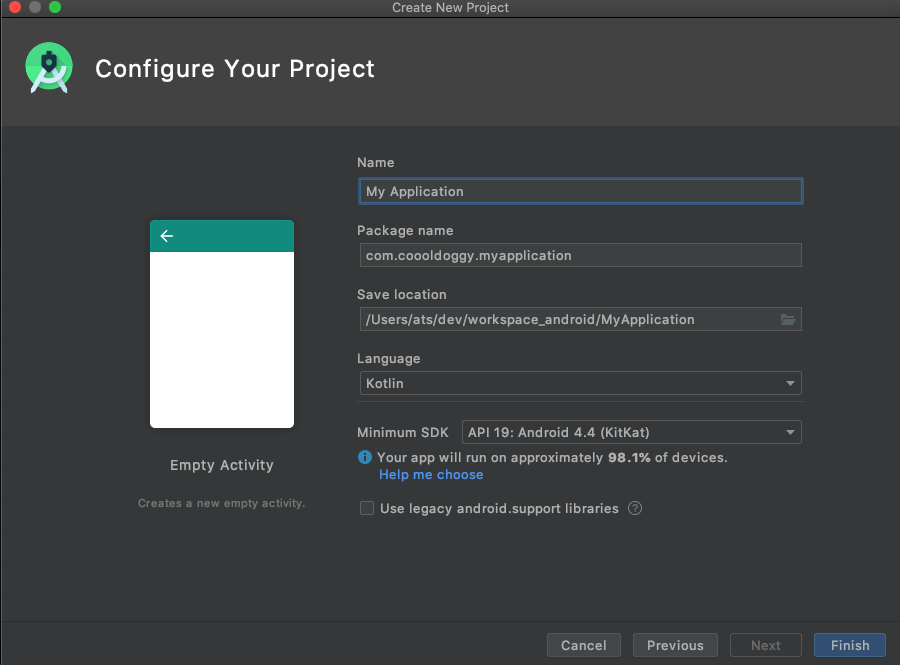 Create New Project
Configure Your Project
Name
My Application
Package name
com.coooldoggy.myapplication
Save location
/Users/ats/dev/workspace_android/MyApplication
Language
Kotlin
Minimum SDK API 19: Android 4.4 (KitKat)
i Your app will run on approximately 98.1% of devices.
Help me choose
Use legacy android.support libraries ?
Empty Activity
Creates a new empty activity.
Cancel Previous Next Finish